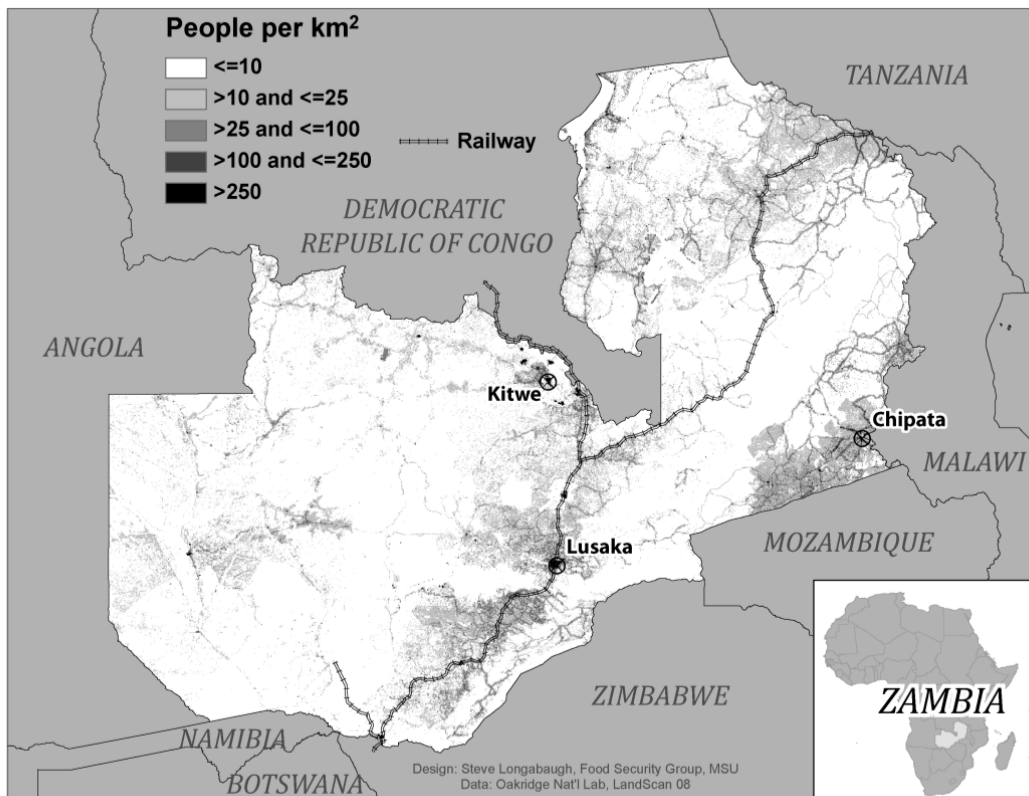 People per km²
<=10
>10 and <=25
>25 and <=100
>100 and <=250
>250
Railway
TANZANIA
DEMOCRATIC
REPUBLIC OF CONGO
ANGOLA
Kitwe
Chipata
MALAWI
Lusaka
MOZAMBIQUE
ZIMBABWE
ZAMBIA
NAMIBIA
BOTSWANA
Design: Steve Longabaugh, Food Security Group, MSU
Data: Oakridge Nat'l Lab, LandScan 08